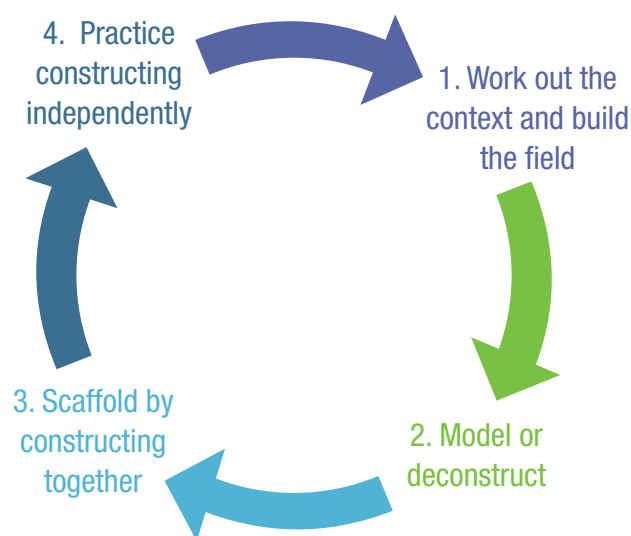 1. Work out the
context and build
the field
2. Model or
deconstruct
3. Scaffold by
constructing
together
4. Practice
constructing
independently